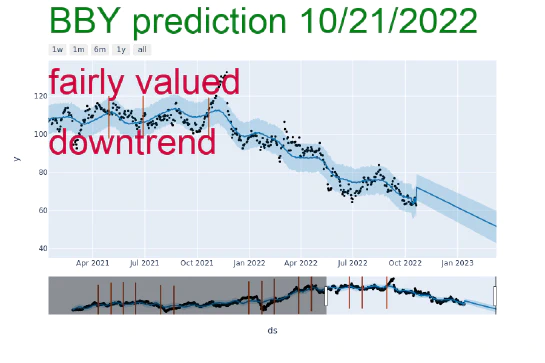 BBY prediction 10/21/2022
1w 1m 6m 1y all
fairly valued
120
100
downtrend
80
60
40
y
Apr 2021 Jul 2021 Oct 2021 Jan 2022 Apr 2022 Jul 2022 Oct 2022 Jan 2023
ds